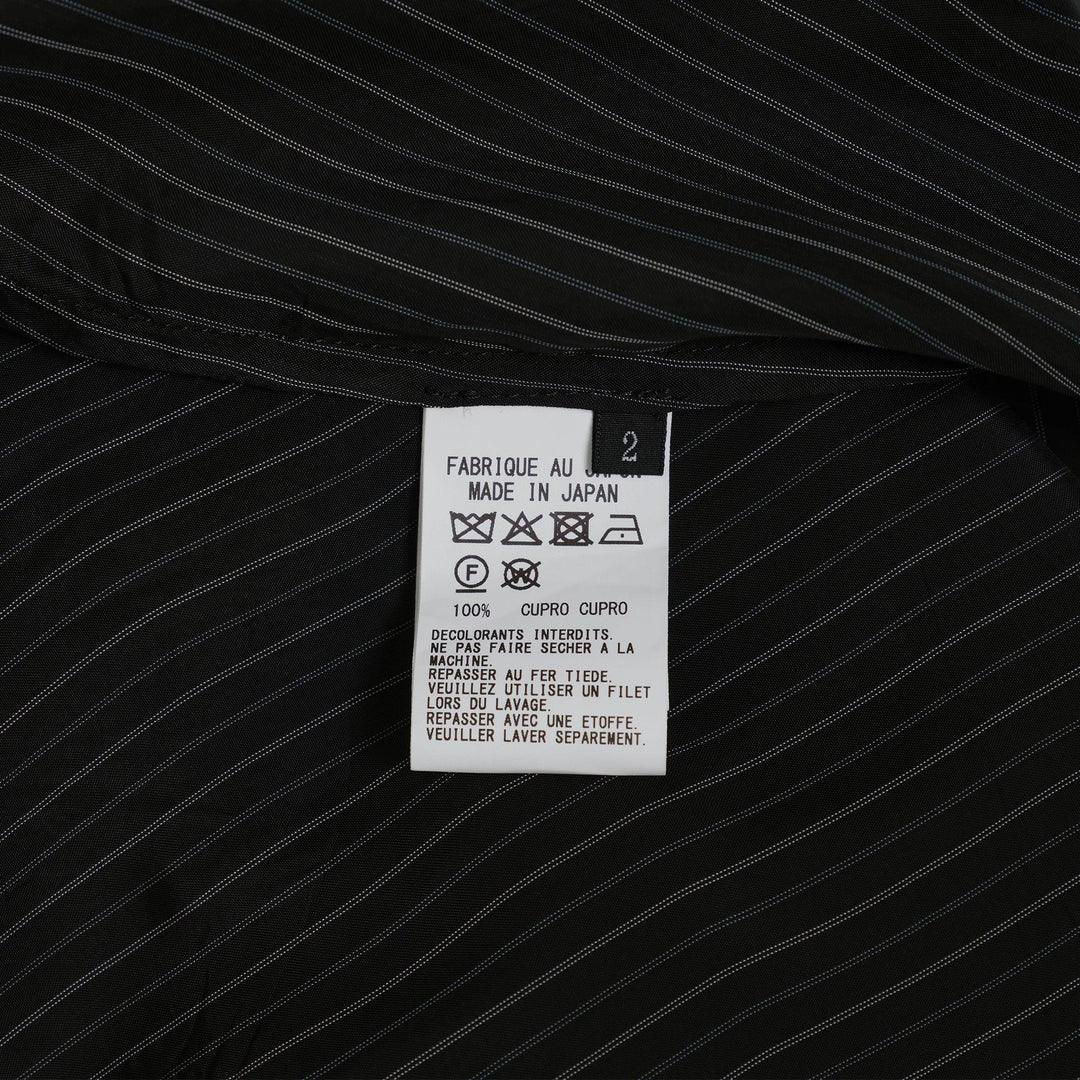 2
FABRIQUE AU JAPON
MADE IN JAPAN
F W
100% CUPRO CUPRO
DECOLORANTS INTERDITS.
NE PAS FAIRE SECHER A LA
MACHINE.
REPASSER AU FER TIEDE.
VEUILLEZ UTILISER UN FILET
LORS DU LAVAGE.
REPASSER AVEC UNE ETOFFE.
VEUILLER LAVER SEPAREMENT.